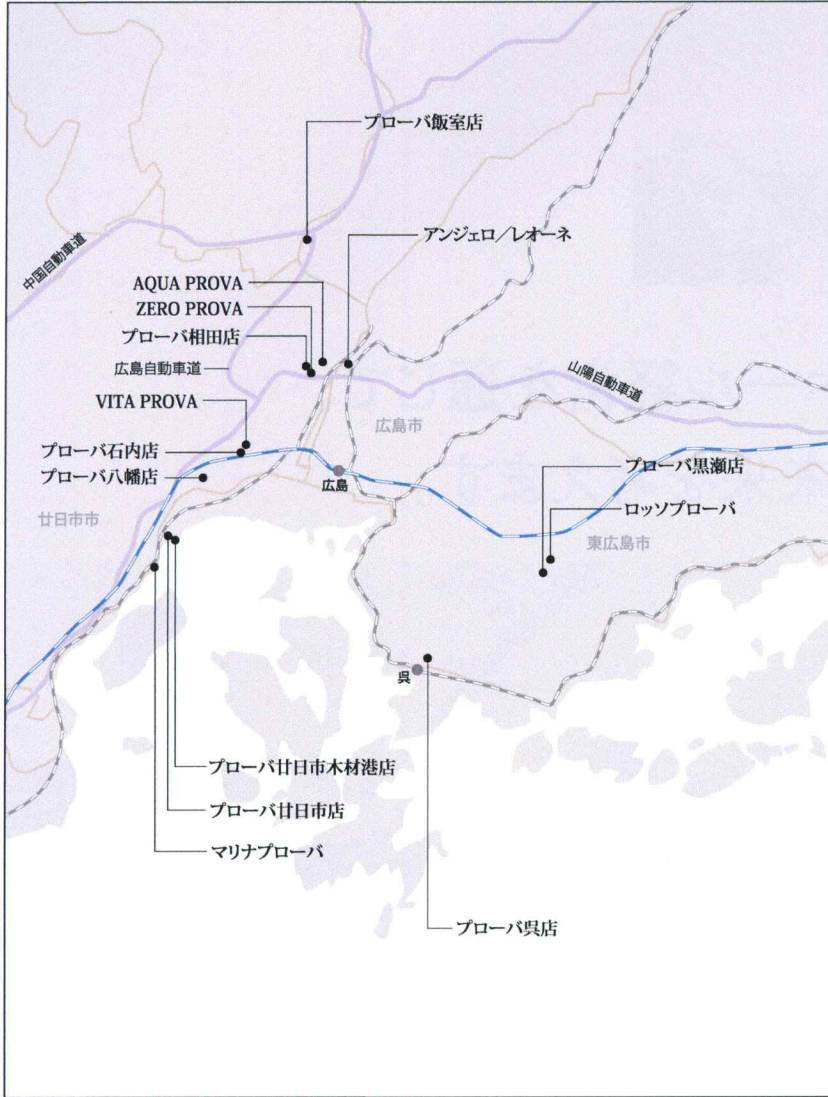 プローバ飯室店
アンジェロ／レオーネ
中国自動車道
AQUA PROVA
ZERO PROVA
プローバ相田店
広島自動車道
山陽自動車道
VITA PROVA
広島市
プローバ石内店
プローバ八幡店
広島
プローバ黒瀬店
ロッソプローバ
廿日市市
東広島市
呉
プローバ廿日市木材港店
プローバ廿日市店
マリナプローバ
プローバ呉店